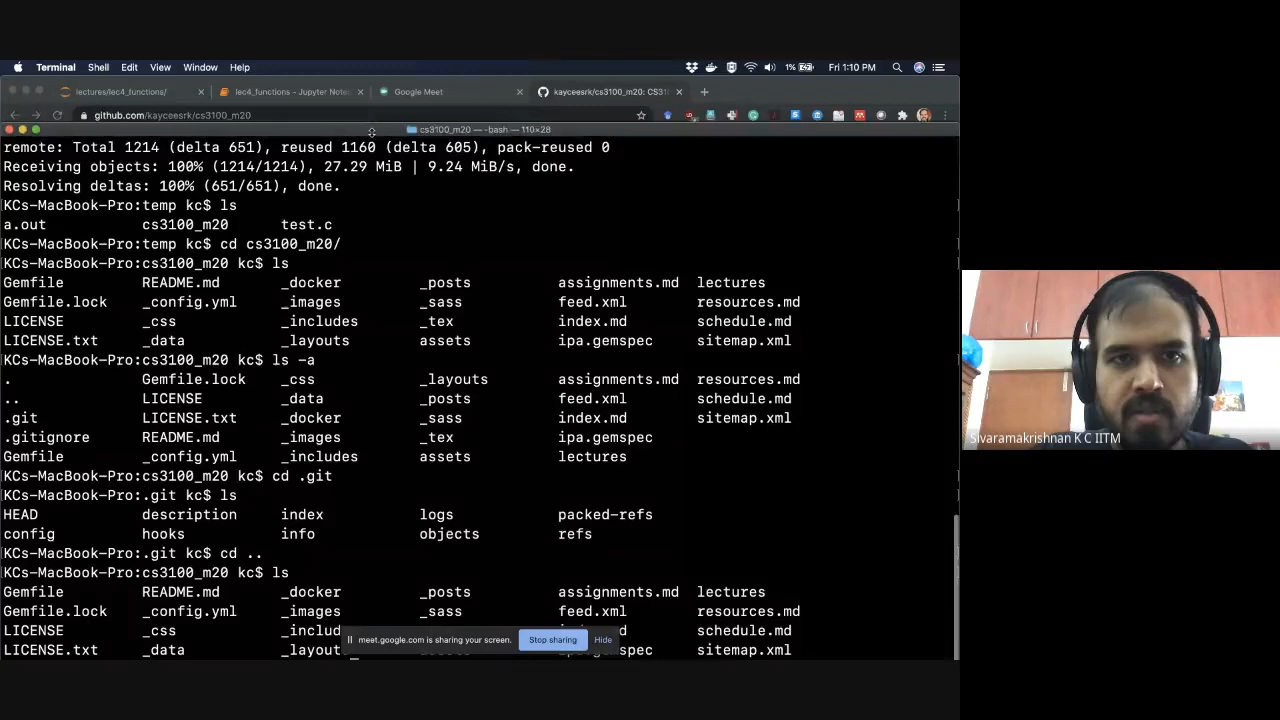 Terminal Shell Edit View Window Help 1% Fri 1:10 PM
lectures/lec4_functions/ lec4_functions - Jupyter Note Google Meet kayceesrk/cs3100_m20: CS31
github.com/kayceesrk/cs3100_m20
cs3100_m20 — -bash — 110×28
remote: Total 1214 (delta 651), reused 1160 (delta 605), pack-reused 0
Receiving objects: 100% (1214/1214), 27.29 MiB | 9.24 MiB/s, done.
Resolving deltas: 100% (651/651), done.
KCs-MacBook-Pro:temp kc$ ls
a.out cs3100_m20 test.c
KCs-MacBook-Pro:temp kc$ cd cs3100_m20/
KCs-MacBook-Pro:cs3100_m20 kc$ ls
Gemfile README.md _docker _posts assignments.md lectures
Gemfile.lock _config.yml _images _sass feed.xml resources.md
LICENSE _css _includes _tex index.md schedule.md
LICENSE.txt _data _layouts assets ipa.gemspec sitemap.xml
KCs-MacBook-Pro:cs3100_m20 kc$ ls -a
. Gemfile.lock _css _layouts assignments.md resources.md
.. LICENSE _data _posts feed.xml schedule.md
.git LICENSE.txt _docker _sass index.md sitemap.xml
.gitignore README.md _images _tex ipa.gemspec
Gemfile _config.yml _includes assets lectures
KCs-MacBook-Pro:cs3100_m20 kc$ cd .git
KCs-MacBook-Pro:.git kc$ ls
HEAD description index logs packed-refs
config hooks info objects refs
KCs-MacBook-Pro:.git kc$ cd ..
KCs-MacBook-Pro:cs3100_m20 kc$ ls
Gemfile README.md _docker _posts assignments.md lectures
Gemfile.lock _config.yml _images _sass feed.xml resources.md
LICENSE _css _includ schedule.md
meet.google.com is sharing your screen. Stop sharing Hide
LICENSE.txt _data _layout sitemap.xml
Sivaramakrishnan K C IITM